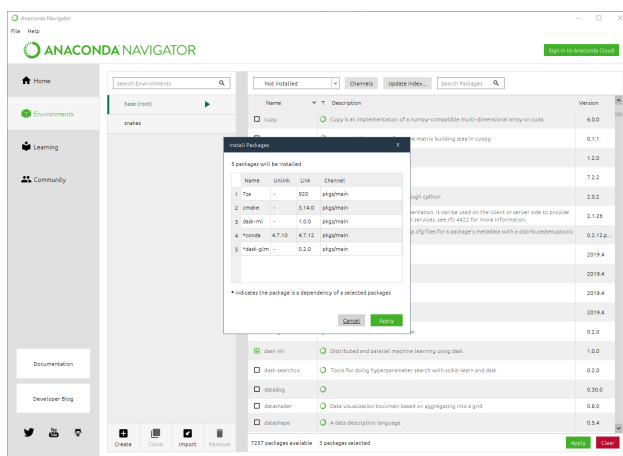 Anaconda Navigator
File Help
ANACONDA NAVIGATOR
Sign in to Anaconda Cloud
Home
Environments
Learning
Community
Documentation
Developer Blog
Search Environments
base (root)
snakes
Create Clone Import Remove
Not installed Channels Update index... Search Packages
Name T Description Version
cupy Cupy is an implementation of a numpy-compatible multi-dimensional array on cuda. 6.0.0
matrix building step in cvxpy. 0.1.1
1.2.0
7.2.2
cython 2.0.2
It can be used on the client or server side to provide
services. see rfc 4422 for more information. 2.1.26
.cfg files for a package's metadata with a distribute/setuptools
0.2.12.p...
2019.4
2019.4
2019.4
2019.4
0.2.0
dask-ml Distributed and parallel machine learning using dask. 1.0.0
dask-searchcv Tools for doing hyperparameter search with scikit-learn and dask 0.2.0
datadog 0.30.0
datashader Data visualization toolchain based on aggregating into a grid 0.8.0
datashape A data description language. 0.5.4
7257 packages available 3 packages selected
Apply Clear
Install Packages X
5 packages will be installed
Name Unlink Link Channel
1 7za - 920 pkgs/main
2 cmake - 3.14.0 pkgs/main
3 dask-ml - 1.0.0 pkgs/main
4 *conda 4.7.10 4.7.12 pkgs/main
5 *dask-glm - 0.2.0 pkgs/main
* indicates the package is a dependency of a selected packages
Cancel Apply